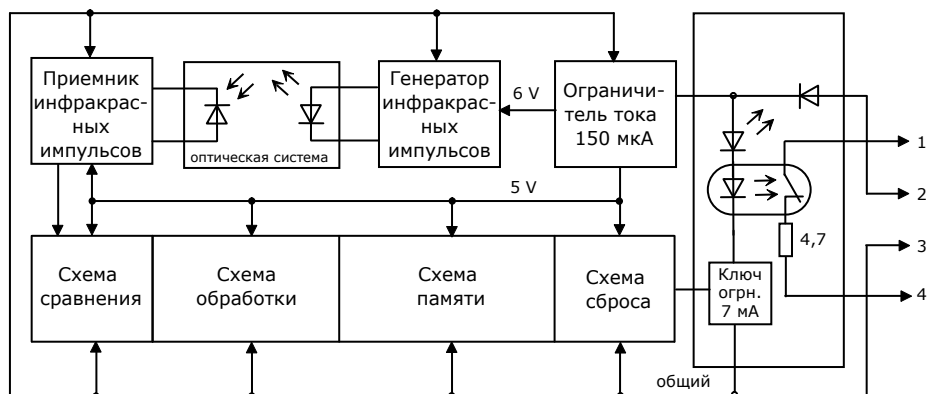 Приемник
инфракрас-
ных
импульсов
оптическая система
Генератор
инфракрас-
ных
импульсов
6 V
Ограничи-
тель тока
150 мкА
1
2
5 V
3
4,7
4
Схема
сравнения
Схема
обработки
Схема
памяти
Схема
сброса
Ключ
огрн.
7 мА
общий